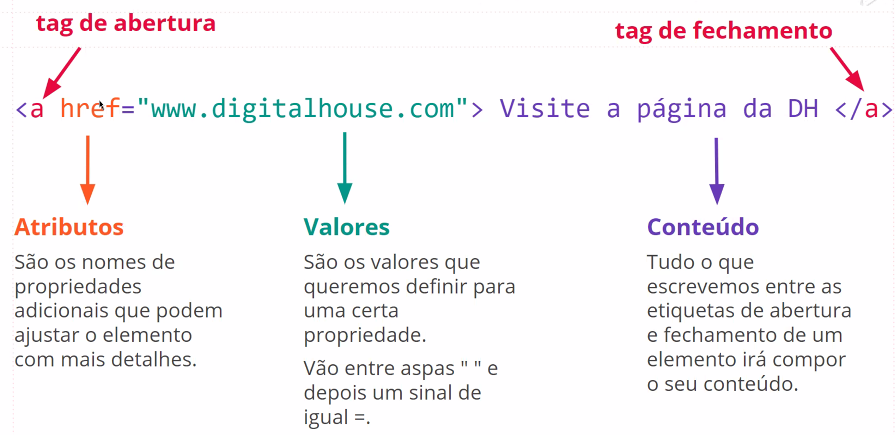 tag de abertura
tag de fechamento
<a href="www.digitalhouse.com"> Visite a página da DH </a>
Atributos
São os nomes de
propriedades
adicionais que podem
ajustar o elemento
com mais detalhes.
Valores
São os valores que
queremos definir para
uma certa
propriedade.
Vão entre aspas " " e
depois um sinal de
igual =.
Conteúdo
Tudo o que
escrevemos entre as
etiquetas de abertura
e fechamento de um
elemento irá compor
o seu conteúdo.